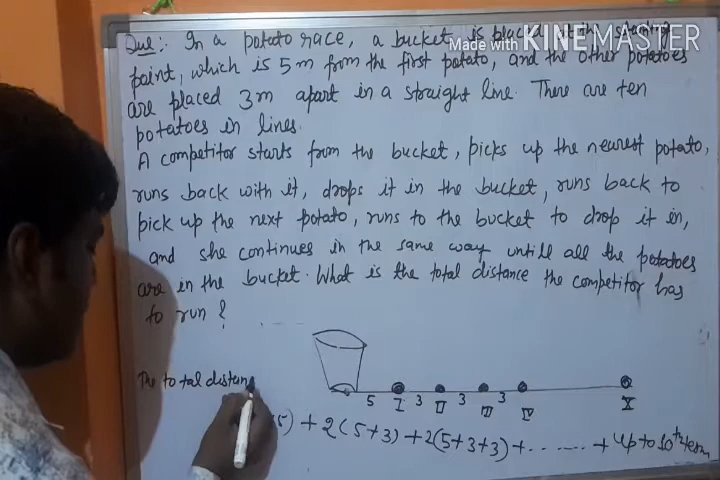 Made with KINEMASTER
Que:- In a potato race, a bucket is placed at the starting
point, which is 5m from the first potato, and the other potatoes
are placed 3m apart in a straight line. There are ten
potatoes in lines.
A competitor starts from the bucket, picks up the nearest potato,
runs back with it, drops it in the bucket, runs back to
pick up the next potato, runs to the bucket to drop it in,
and she continues in the same way untill all the potatoes
are in the bucket. What is the total distance the competitor has
to run?
5 I 3 II 3 III 3 IV X
The total distan
5) + 2(5+3) + 2(5+3+3) + ....... + up to 10th term